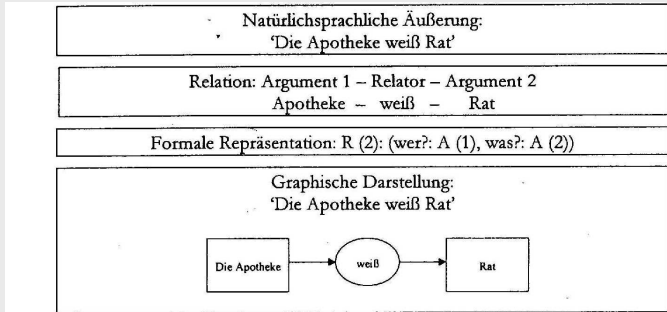 Natürlichsprachliche Äußerung:
'Die Apotheke weiß Rat'
Relation: Argument 1 – Relator – Argument 2
Apotheke – weiß – Rat
Formale Repräsentation: R (2): (wer?: A (1), was?: A (2))
Graphische Darstellung:
'Die Apotheke weiß Rat'
Die Apotheke weiß Rat